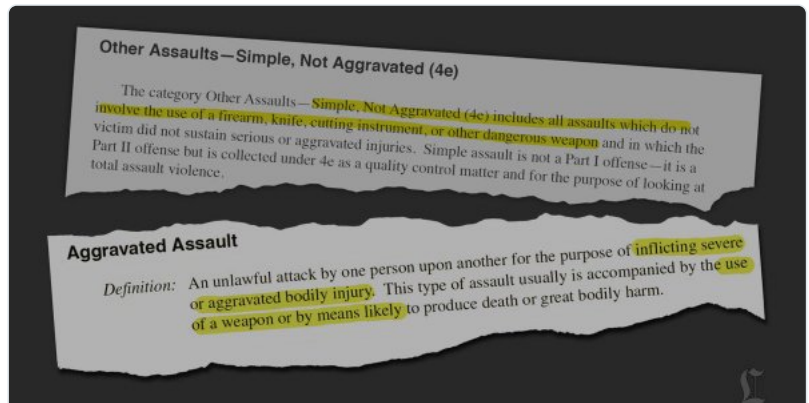 Other Assaults—Simple, Not Aggravated (4e)
The category Other Assaults—Simple, Not Aggravated (4e) includes all assaults which do not
involve the use of a firearm, knife, cutting instrument, or other dangerous weapon and in which the
victim did not sustain serious or aggravated injuries. Simple assault is not a Part I offense—it is a
Part II offense but is collected under 4e as a quality control matter and for the purpose of looking at
total assault violence.
Aggravated Assault
Definition: An unlawful attack by one person upon another for the purpose of inflicting severe
or aggravated bodily injury. This type of assault usually is accompanied by the use
of a weapon or by means likely to produce death or great bodily harm.
L